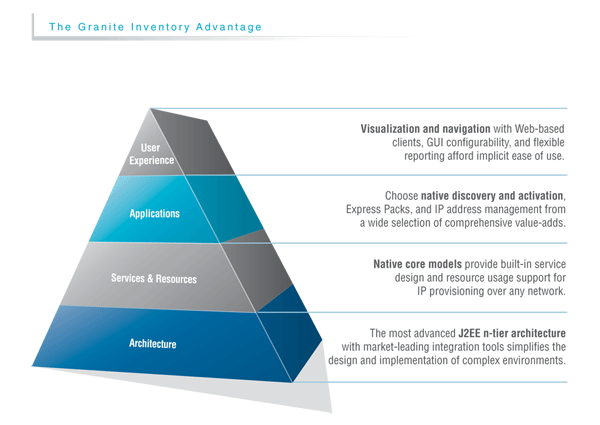 The Granite Inventory Advantage
User
Experience
Visualization and navigation with Web-based
clients, GUI configurability, and flexible
reporting afford implicit ease of use.
Applications
Choose native discovery and activation,
Express Packs, and IP address management from
a wide selection of comprehensive value-adds.
Services & Resources
Native core models provide built-in service
design and resource usage support for
IP provisioning over any network.
Architecture
The most advanced J2EE n-tier architecture
with market-leading integration tools simplifies the
design and implementation of complex environments.